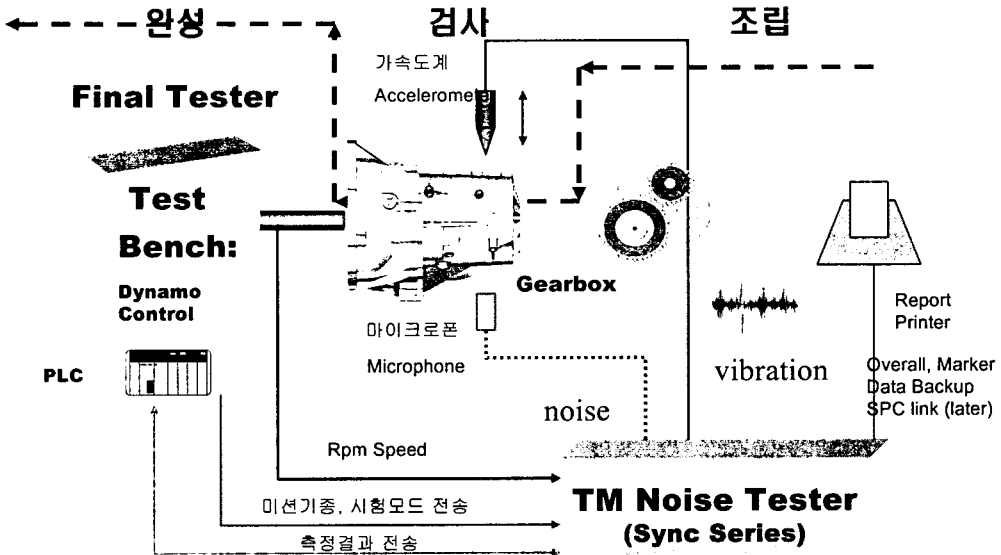 완성
검사
조립
가속도계
Acceleromete
Final Tester
Test
Bench:
Dynamo
Control
PLC
Gearbox
마이크로폰
Microphone
noise
vibration
Report
Printer
Overall, Marker
Data Backup
SPC link (later)
Rpm Speed
미션기종, 시험모드 전송
측정결과 전송
TM Noise Tester
(Sync Series)